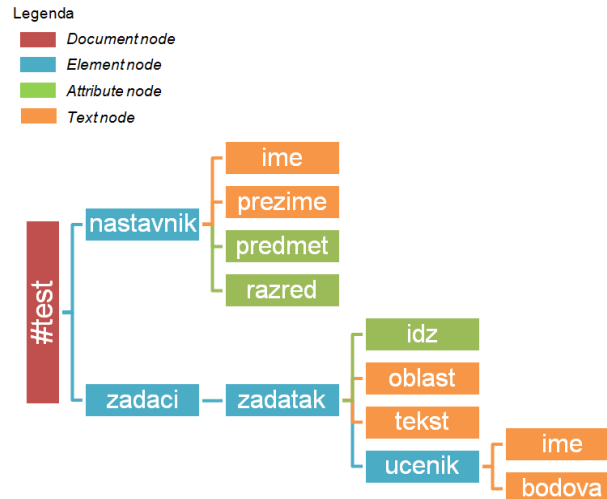 Legenda
Document node
Element node
Attribute node
Text node
#test
nastavnik
ime
prezime
predmet
razred
zadaci
zadatak
idz
oblast
tekst
ucenik
ime
bodova